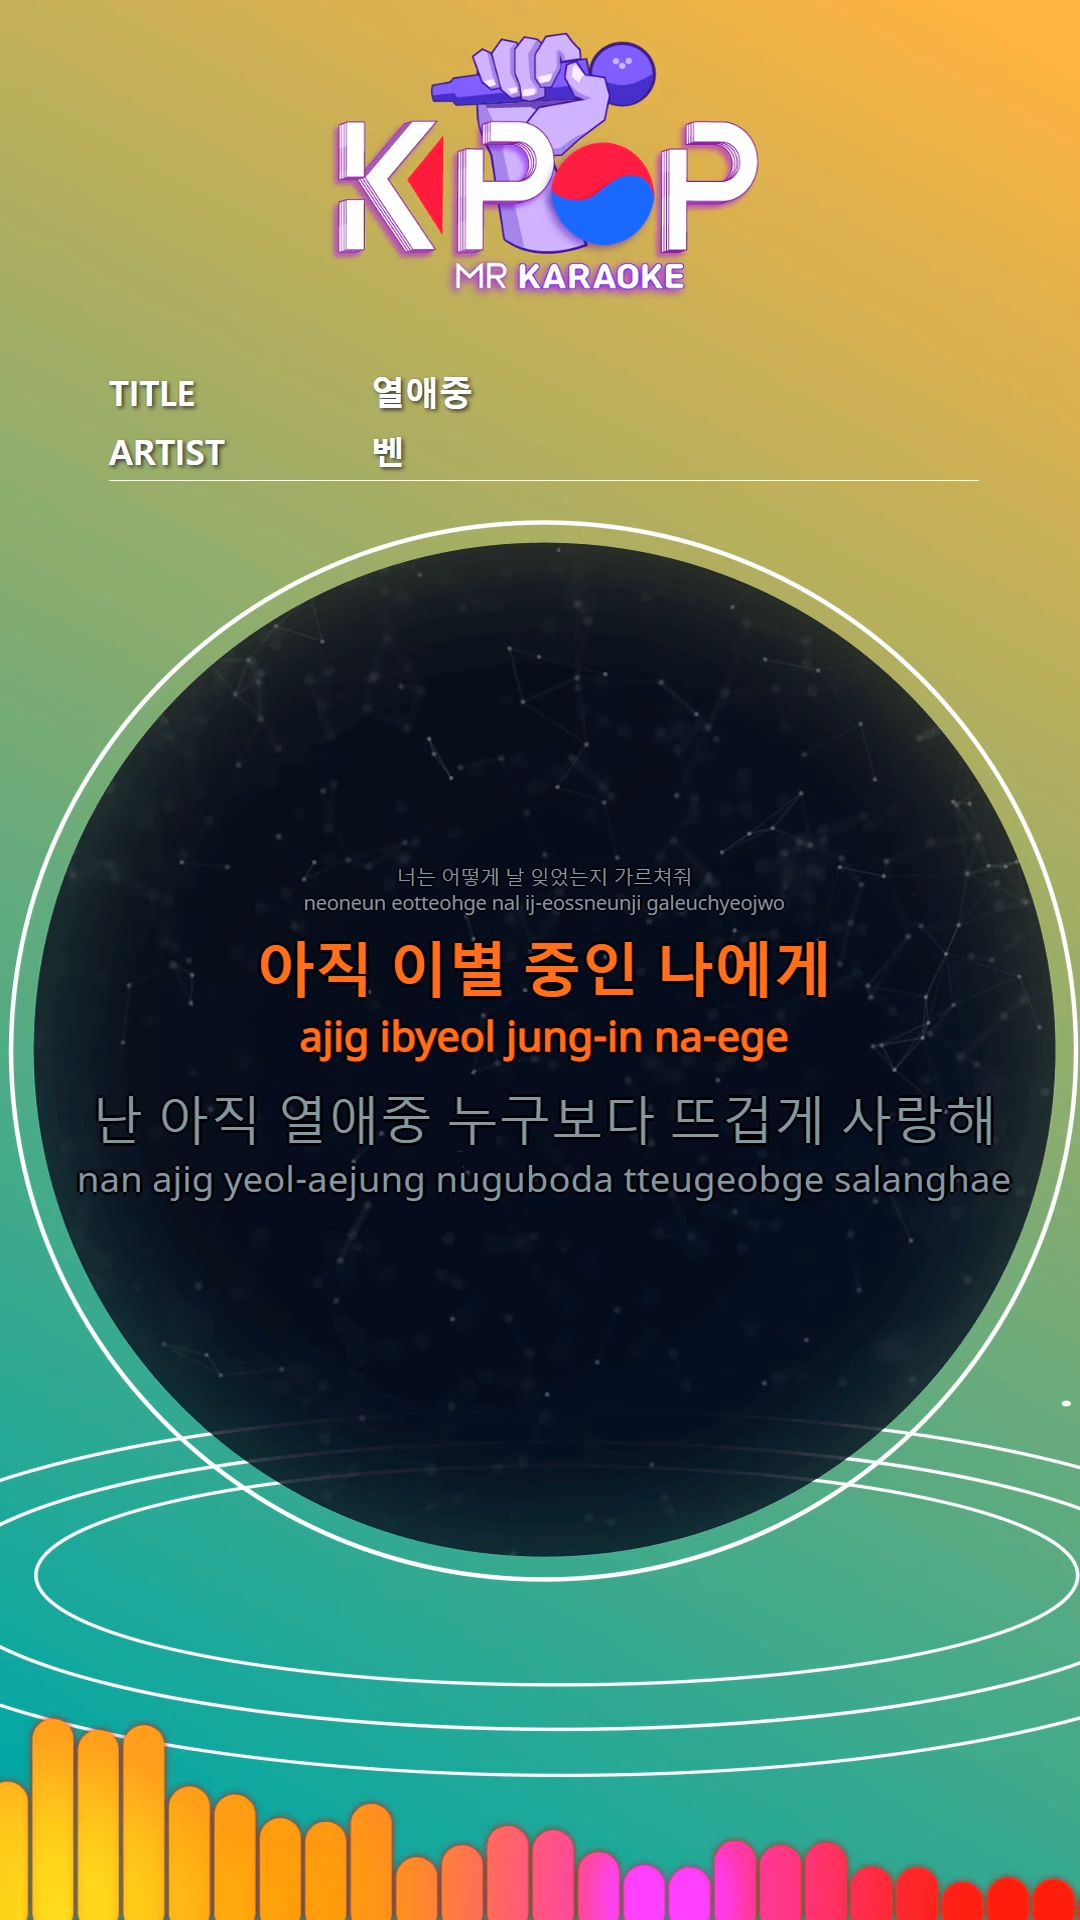 KPOP
MR KARAOKE
TITLE 열애중
ARTIST 벤
너는 어떻게 날 잊었는지 가르쳐줘
neoneun eotteohge nal ij-eossneunji galeuchyeojwo
아직 이별 중인 나에게
ajig ibyeol jung-in na-ege
난 아직 열애중 누구보다 뜨겁게 사랑해
nan ajig yeol-aejung nuguboda tteugeobge salanghae